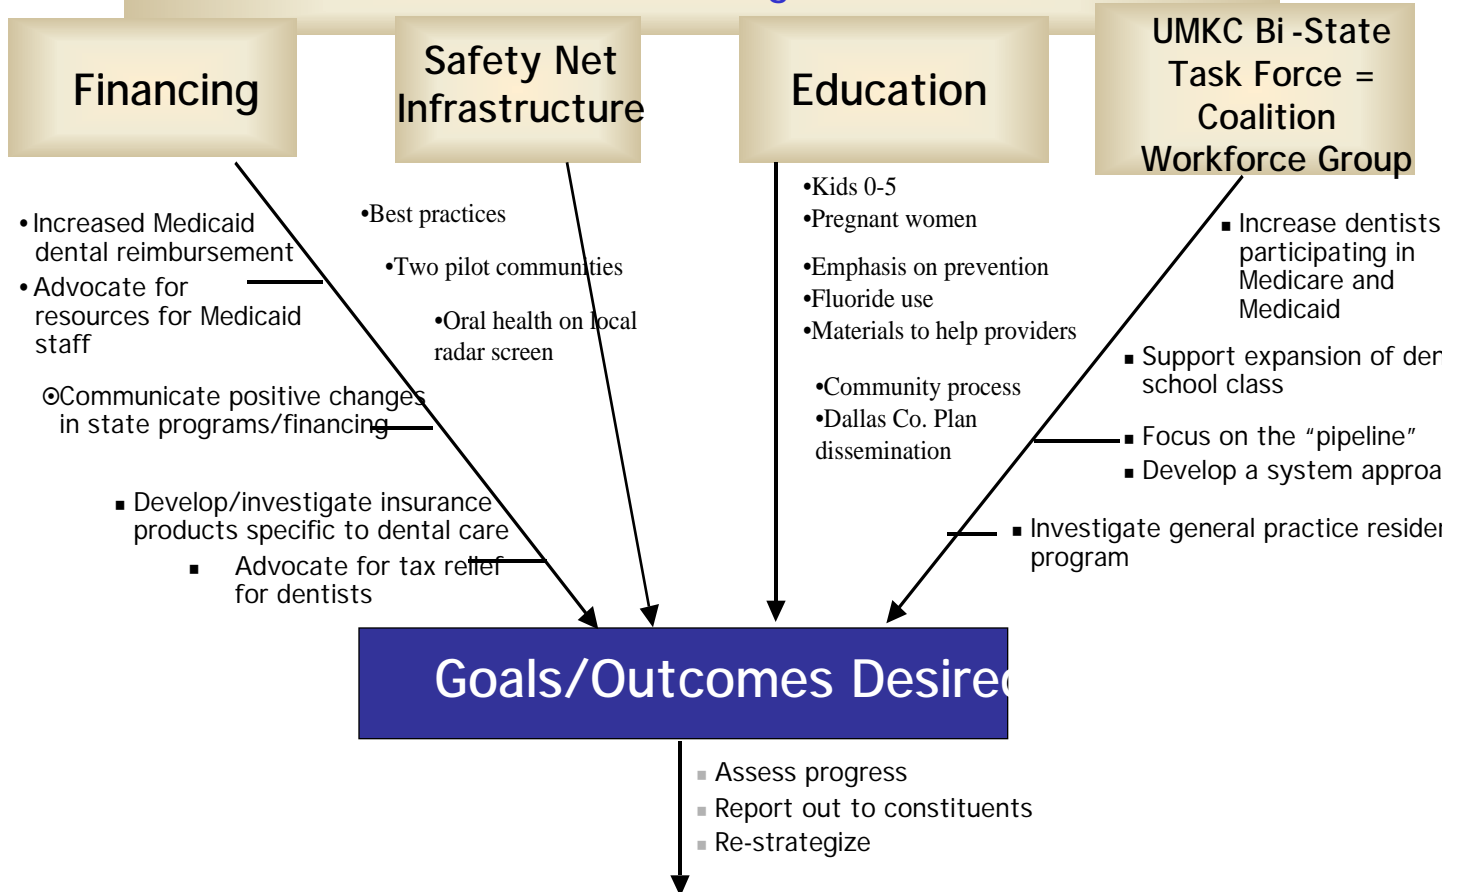 Financing
Safety Net
Infrastructure
Education
UMKC Bi-State
Task Force =
Coalition
Workforce Group
•Increased Medicaid
dental reimbursement
•Advocate for
resources for Medicaid
staff
⊙Communicate positive changes
in state programs/financing
▪ Develop/investigate insurance
products specific to dental care
▪ Advocate for tax relief
for dentists
•Best practices
•Two pilot communities
•Oral health on local
radar screen
•Kids 0-5
•Pregnant women
•Emphasis on prevention
•Fluoride use
•Materials to help providers
•Community process
•Dallas Co. Plan
dissemination
▪ Increase dentists
participating in
Medicare and
Medicaid
▪ Support expansion of
school class
▪ Focus on the “pipeline”
▪ Develop a system
▪ Investigate general practice
program
Goals/Outcomes Desired
▪ Assess progress
▪ Report out to constituents
▪ Re-strategize